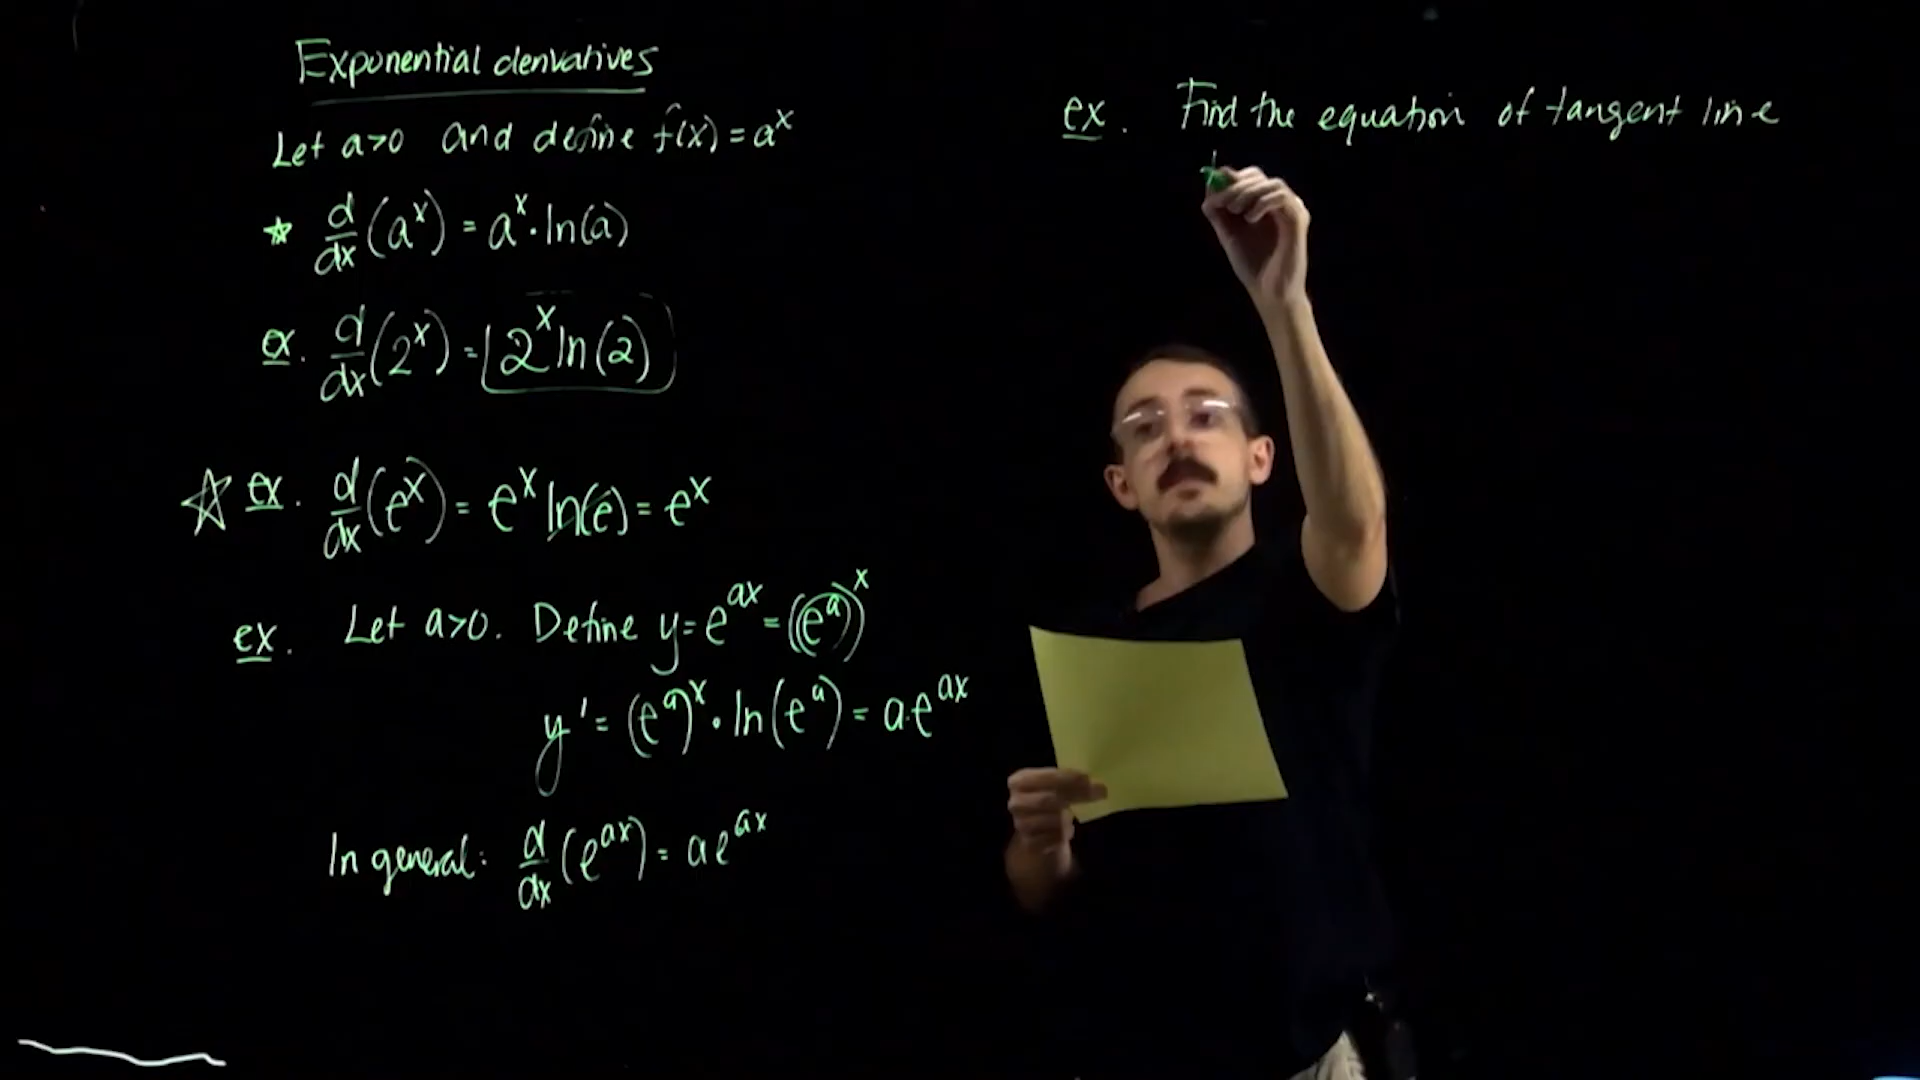 Exponential derivatives
Let a>0 and define f(x) = a^x
☆ d/dx (a^x) = a^x · ln(a)
ex. d/dx (2^x) = 2^x ln(2)
☆ ex. d/dx (e^x) = e^x ln(e) = e^x
ex. Let a>0. Define y = e^{ax} = (e^a)^x
y' = (e^a)^x · ln(e^a) = a·e^{ax}
In general: d/dx (e^{ax}) = a e^{ax}
ex. Find the equation of tangent line